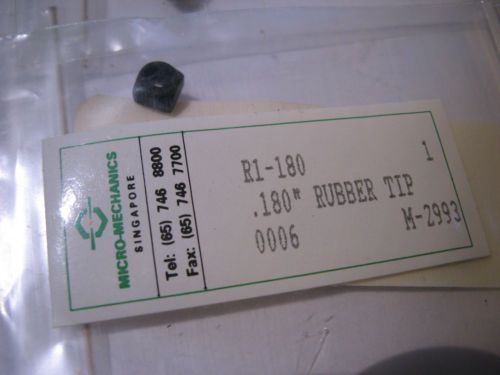 MICRO-MECHANICS
SINGAPORE
Tel: (65) 746 8800
Fax: (65) 746 7700
R1-180 1
.180" RUBBER TIP
0006 M-2993